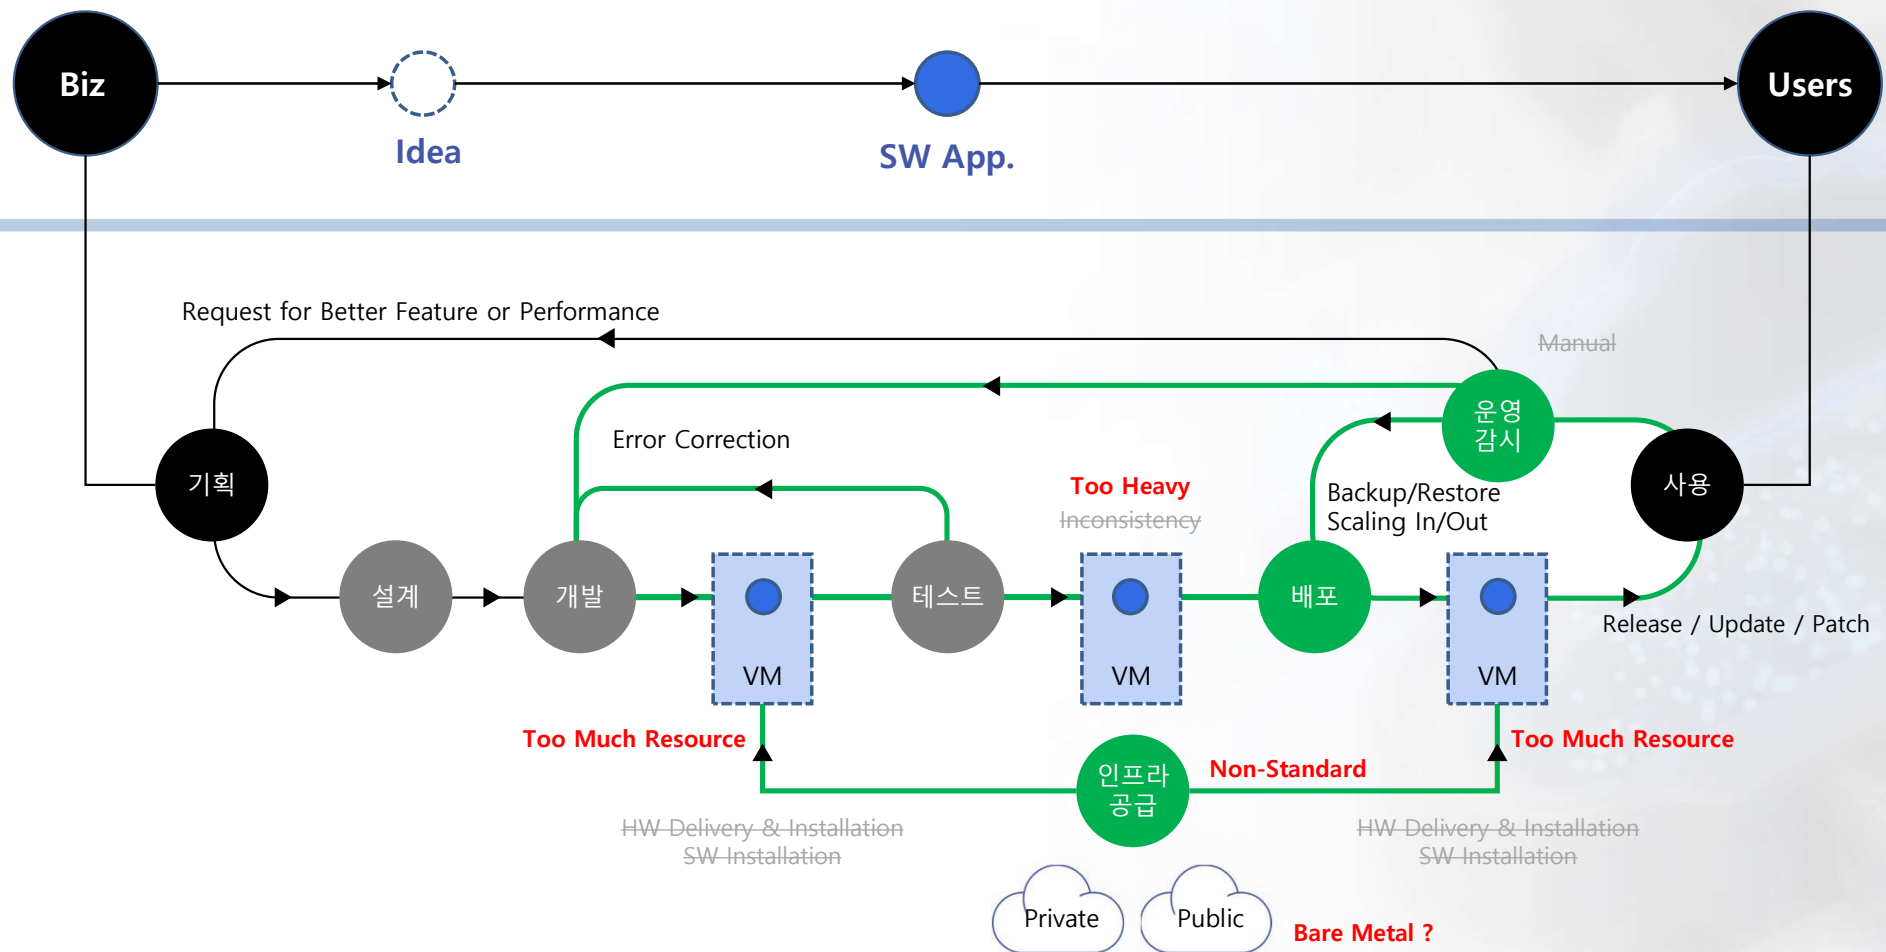 Biz
Users
Idea
SW App.
Request for Better Feature or Performance
Manual
운영
감시
Error Correction
기획
Too Heavy
Inconsistency
Backup/Restore
Scaling In/Out
사용
설계
개발
VM
테스트
VM
배포
VM
Release / Update / Patch
Too Much Resource
Too Much Resource
인프라
공급
Non-Standard
HW Delivery & Installation
SW Installation
HW Delivery & Installation
SW Installation
Private
Public
Bare Metal ?